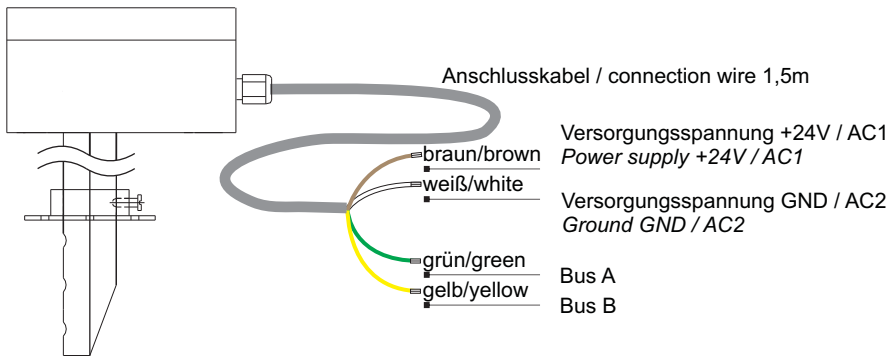 Anschlusskabel / connection wire 1,5m
braun/brown
Versorgungsspannung +24V / AC1
Power supply +24V / AC1
weiß/white
Versorgungsspannung GND / AC2
Ground GND / AC2
grün/green
Bus A
gelb/yellow
Bus B